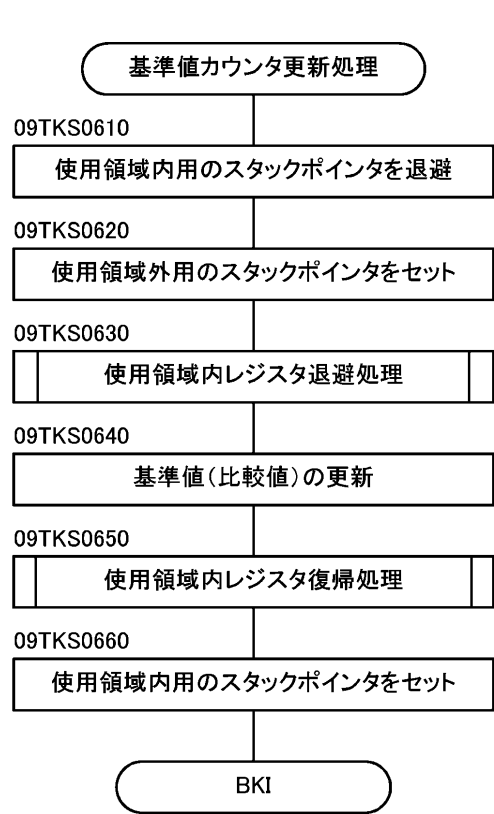 基準値カウンタ更新処理
09TKS0610
使用領域内用のスタックポインタを退避
09TKS0620
使用領域外用のスタックポインタをセット
09TKS0630
使用領域内レジスタ退避処理
09TKS0640
基準値(比較値)の更新
09TKS0650
使用領域内レジスタ復帰処理
09TKS0660
使用領域内用のスタックポインタをセット
BKI